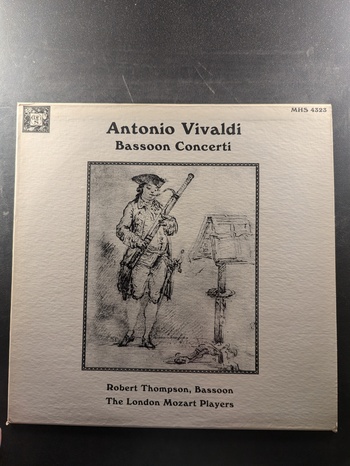 MHS 4323
Antonio Vivaldi
Bassoon Concerti
Robert Thompson, Bassoon
The London Mozart Players